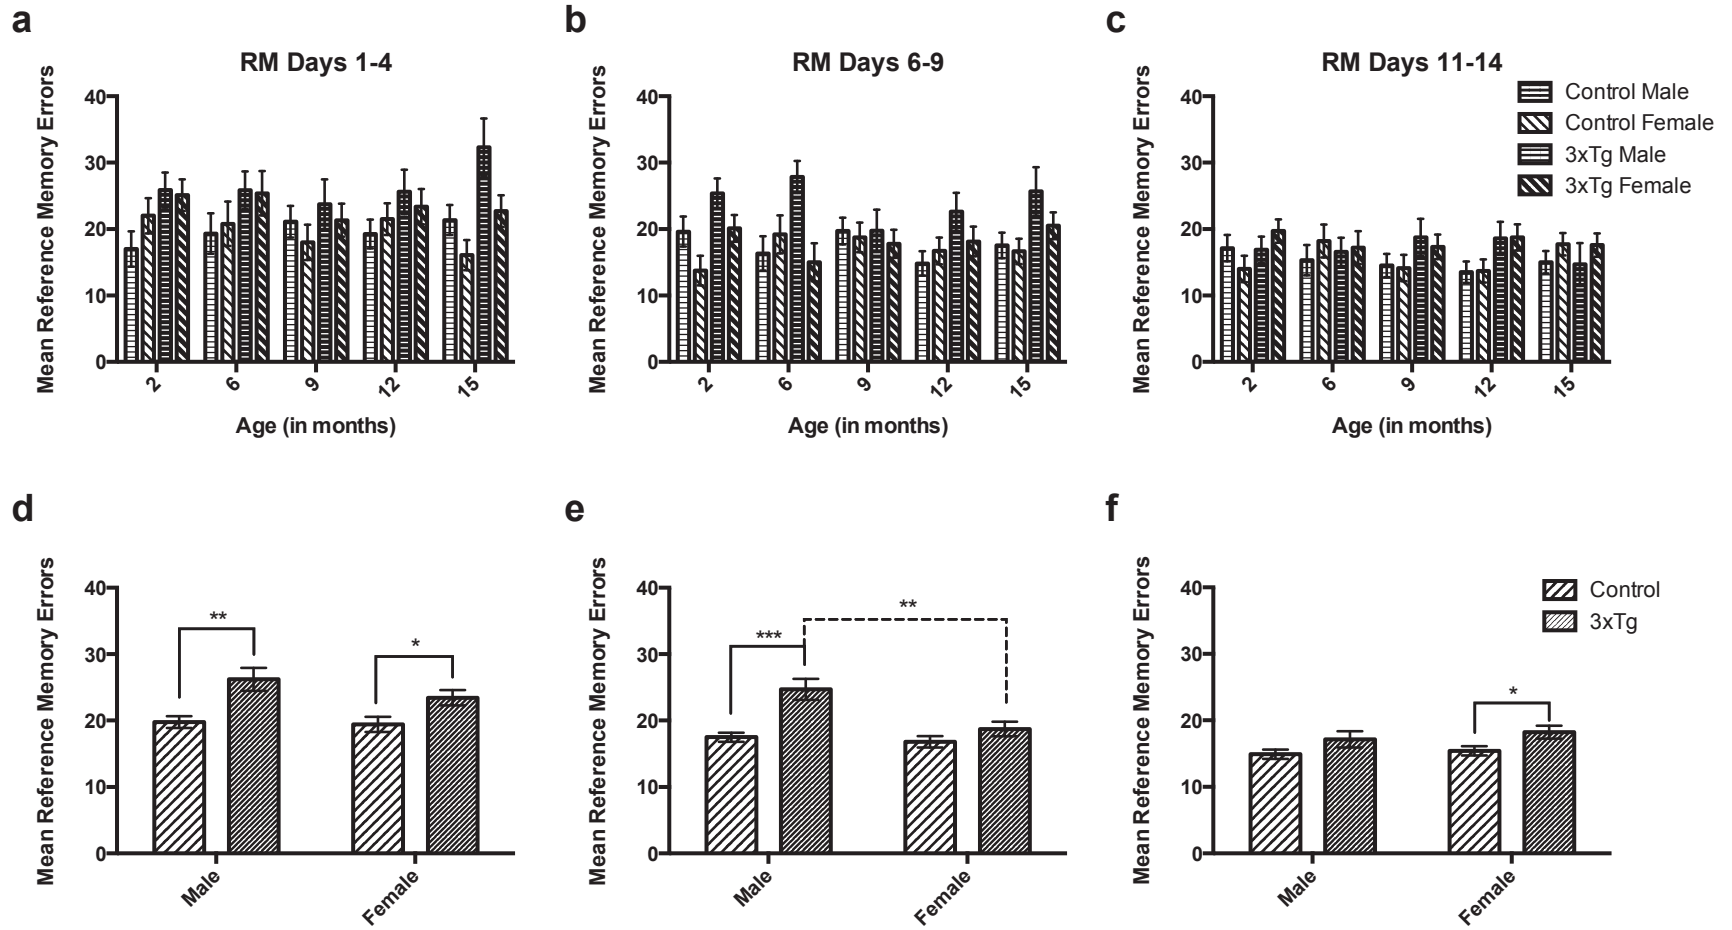 a
RM Days 1-4
Mean Reference Memory Errors
40
30
20
10
0
2
6
9
12
15
Age (in months)
b
RM Days 6-9
Mean Reference Memory Errors
40
30
20
10
0
2
6
9
12
15
Age (in months)
c
RM Days 11-14
Mean Reference Memory Errors
40
30
20
10
0
2
6
9
12
15
Age (in months)
Control Male
Control Female
3xTg Male
3xTg Female
d
Mean Reference Memory Errors
40
30
20
10
0
**
*
Male
Female
e
Mean Reference Memory Errors
40
30
20
10
0
***
**
Male
Female
f
Mean Reference Memory Errors
40
30
20
10
0
*
Male
Female
Control
3xTg